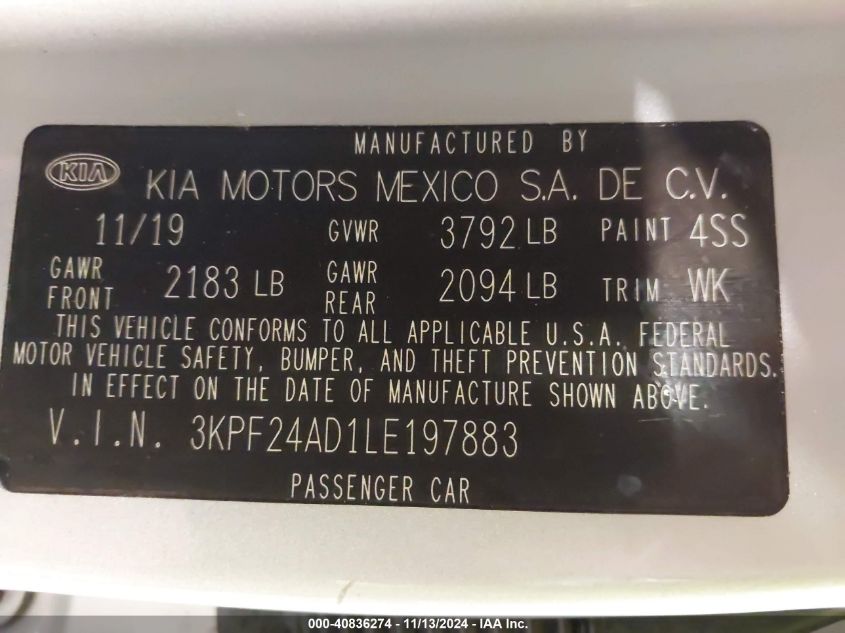 MANUFACTURED BY
KIA KIA MOTORS MEXICO S.A. DE C.V.
11/19 GVWR 3792 LB PAINT 4SS
GAWR FRONT 2183 LB GAWR REAR 2094 LB TRIM WK
THIS VEHICLE CONFORMS TO ALL APPLICABLE U.S.A. FEDERAL
MOTOR VEHICLE SAFETY, BUMPER, AND THEFT PREVENTION STANDARDS.
IN EFFECT ON THE DATE OF MANUFACTURE SHOWN ABOVE.
V.I.N. 3KPF24AD1LE197883
PASSENGER CAR
000-40836274 - 11/13/2024 - IAA Inc.